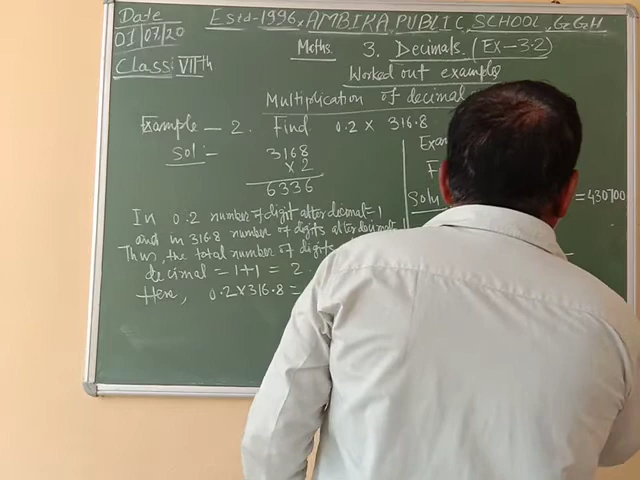 Date Estd-1996, AMBIKA PUBLIC SCHOOL, GZGZH
01/07/20 Maths. 3. Decimals. (Ex-3.2)
Class: VIIth Worked out example
Multiplication of decimal
Example - 2. Find 0.2 × 316.8
Sol:-
3168
×2
6336
In 0.2 number of digit after decimal=1
and in 316.8 number of digits after decimal=1
Thus, the total number of digits
decimal = 1+1 = 2.
Here, 0.2×316.8=
Exa
F
Solu
=430700